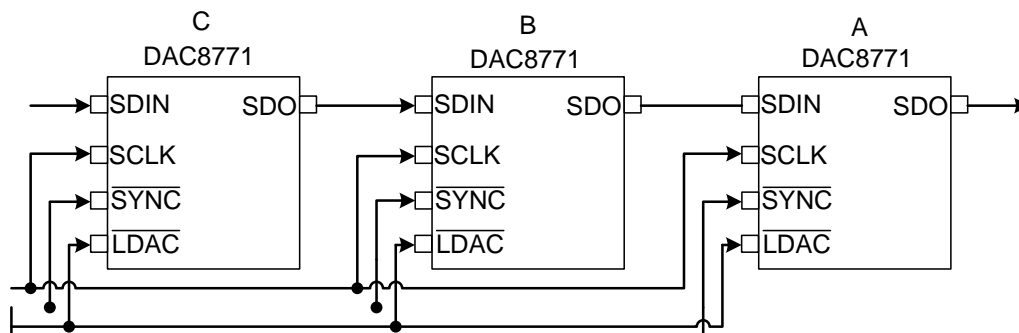 C
DAC8771
SDIN
SDO
SCLK
SYNC
LDAC
B
DAC8771
SDIN
SDO
SCLK
SYNC
LDAC
A
DAC8771
SDIN
SDO
SCLK
SYNC
LDAC